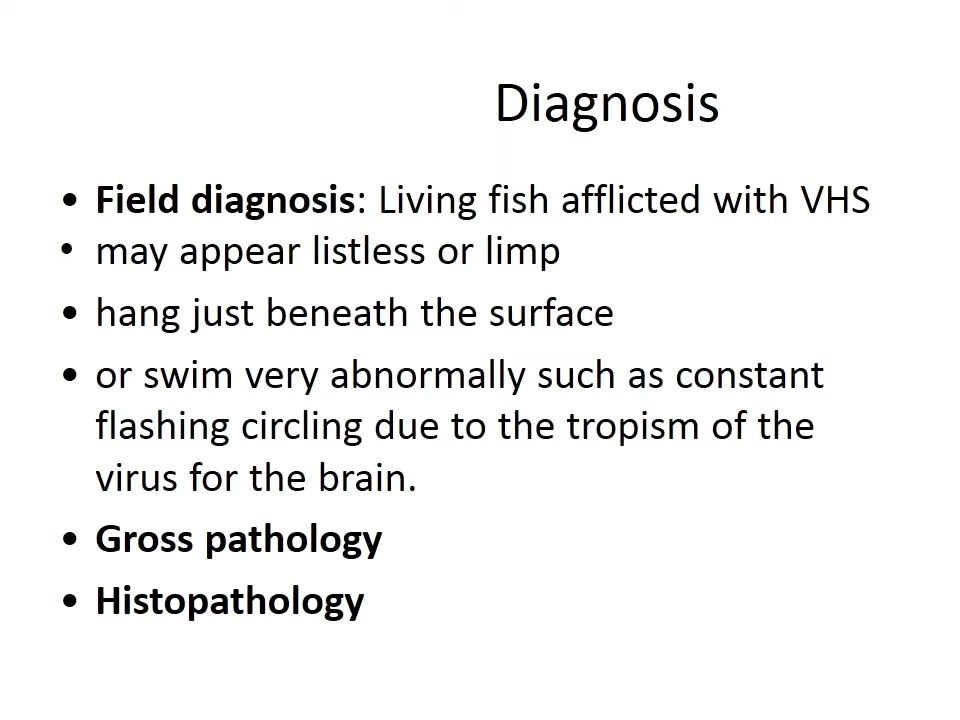 Diagnosis
• Field diagnosis: Living fish afflicted with VHS
• may appear listless or limp
• hang just beneath the surface
• or swim very abnormally such as constant
flashing circling due to the tropism of the
virus for the brain.
• Gross pathology
• Histopathology